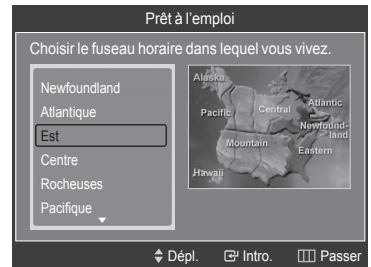 Prêt à l'emploi
Choisir le fuseau horaire dans lequel vous vivez.
Newfoundland
Atlantique
Est
Centre
Rocheuses
Pacifique
Alaska
Pacific
Central
Atlantic
Newfound-
land
Mountain
Eastern
Hawaii
Dépl. Intro. Passer